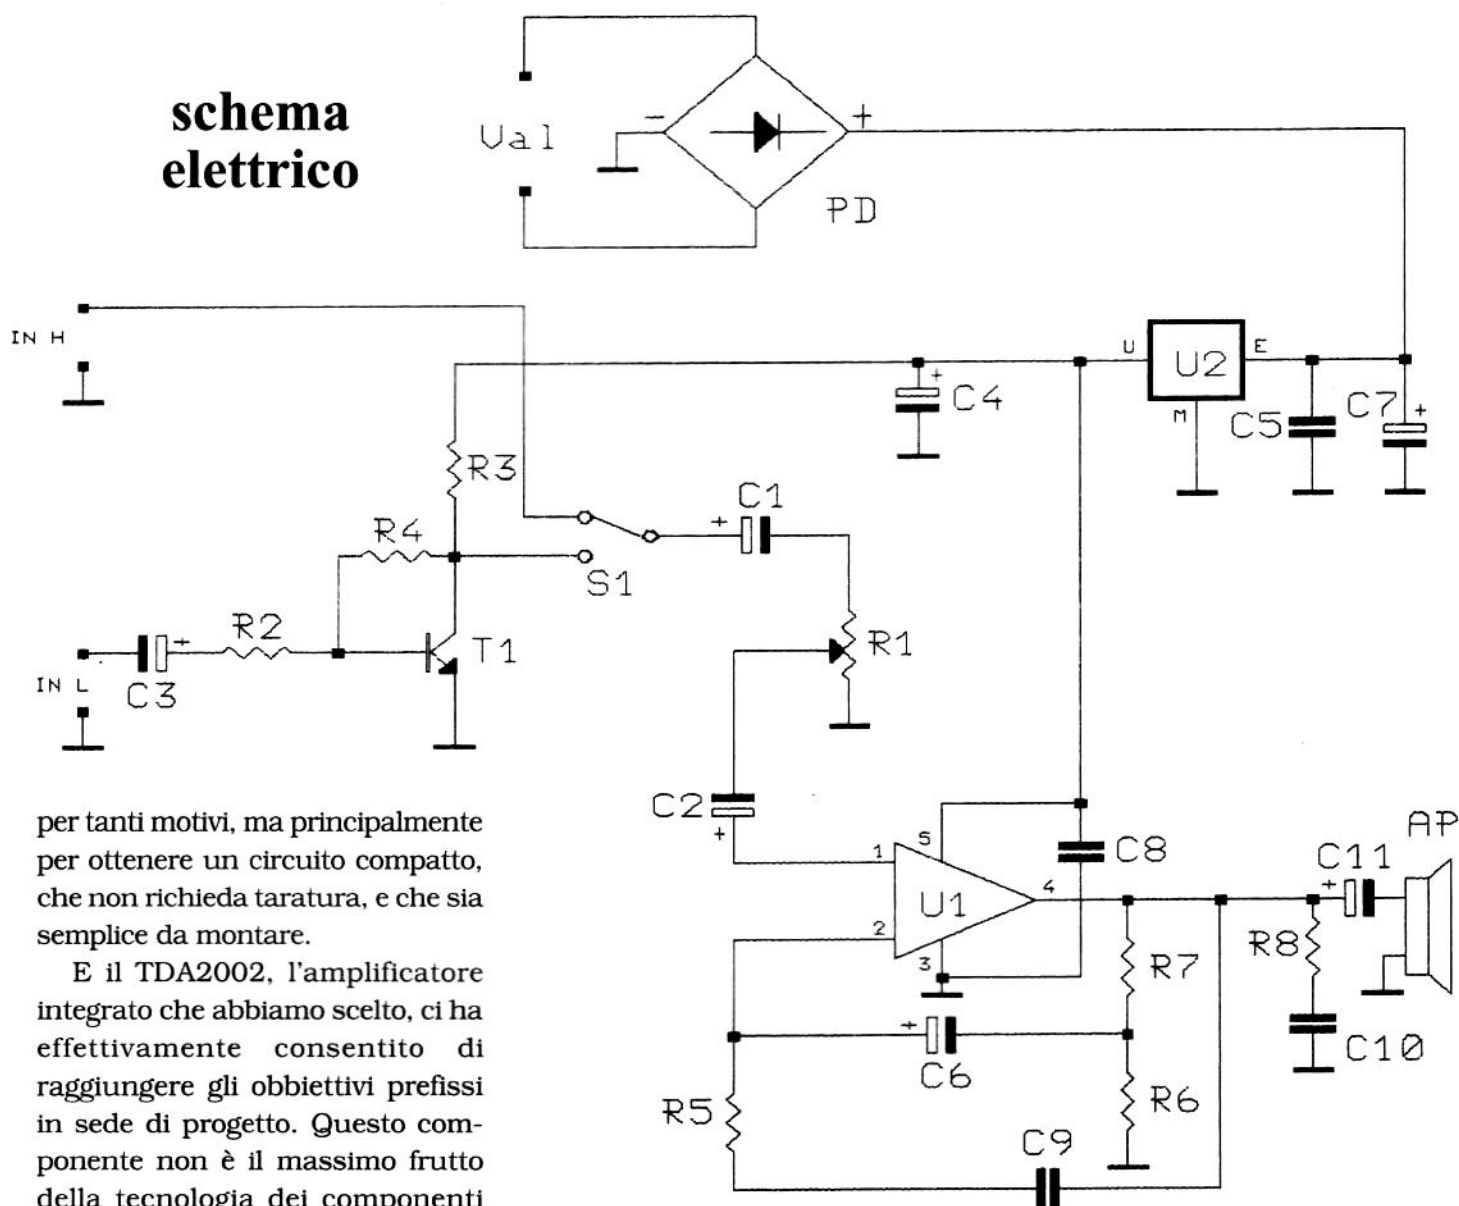 schema
elettrico
Val
-
+
PD
IN H
U
U2
E
M
+
C4
C5
C7
+
R3
R4
C1
+
S1
R2
+
T1
R1
IN L
C3
C2
+
1
5
U1
4
2
3
C8
AP
C11
+
R7
R8
+
C6
C10
R5
R6
C9
per tanti motivi, ma principalmente
per ottenere un circuito compatto,
che non richieda taratura, e che sia
semplice da montare.
E il TDA2002, l'amplificatore
integrato che abbiamo scelto, ci ha
effettivamente consentito di
raggiungere gli obbiettivi prefissi
in sede di progetto. Questo com-
ponente non è il massimo frutto
della tecnologia dei componenti